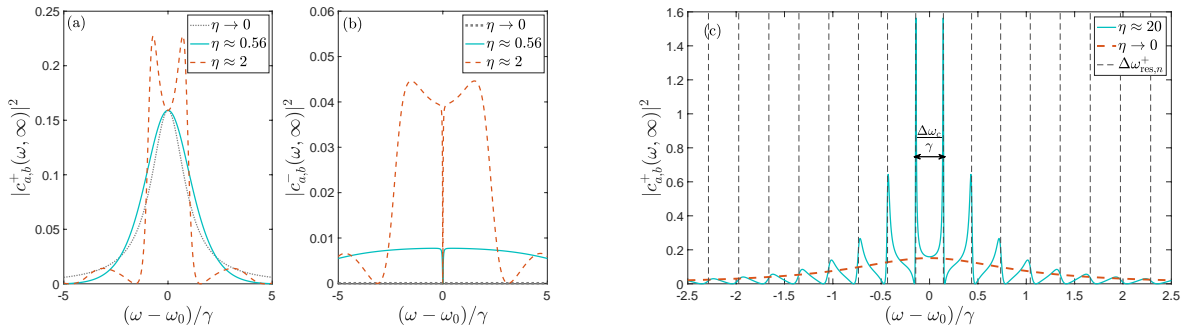 (a)
η → 0
η ≈ 0.56
η ≈ 2
|c⁺ₐ,b(ω, ∞)|²
0.25
0.20
0.15
0.10
0.05
0
-5 0 5
(ω − ω₀)/γ
(b)
η → 0
η ≈ 0.56
η ≈ 2
|c⁻ₐ,b(ω, ∞)|²
0.06
0.05
0.04
0.03
0.02
0.01
0
-5 0 5
(ω − ω₀)/γ
(c)
η ≈ 20
η → 0
Δω⁺res,n
Δωc/γ
|c⁺ₐ,b(ω, ∞)|²
1.6
1.4
1.2
1
0.8
0.6
0.4
0.2
0
-2.5 -2 -1.5 -1 -0.5 0 0.5 1 1.5 2 2.5
(ω − ω₀)/γ